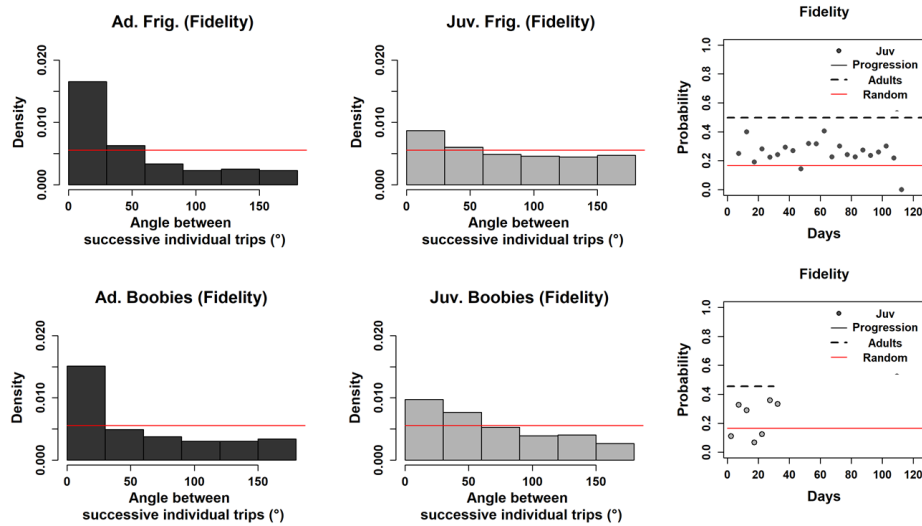 Ad. Frig. (Fidelity)
Density
0.020
0.010
0.000
0 50 100 150
Angle between
successive individual trips (°)
Juv. Frig. (Fidelity)
Density
0.020
0.010
0.000
0 50 100 150
Angle between
successive individual trips (°)
Fidelity
Probability
1.0
0.8
0.6
0.4
0.2
0.0
Juv
Progression
Adults
Random
0 20 40 60 80 100 120
Days
Ad. Boobies (Fidelity)
Density
0.020
0.010
0.000
0 50 100 150
Angle between
successive individual trips (°)
Juv. Boobies (Fidelity)
Density
0.020
0.010
0.000
0 50 100 150
Angle between
successive individual trips (°)
Fidelity
Probability
1.0
0.8
0.6
0.4
0.2
0.0
Juv
Progression
Adults
Random
0 20 40 60 80 100 120
Days